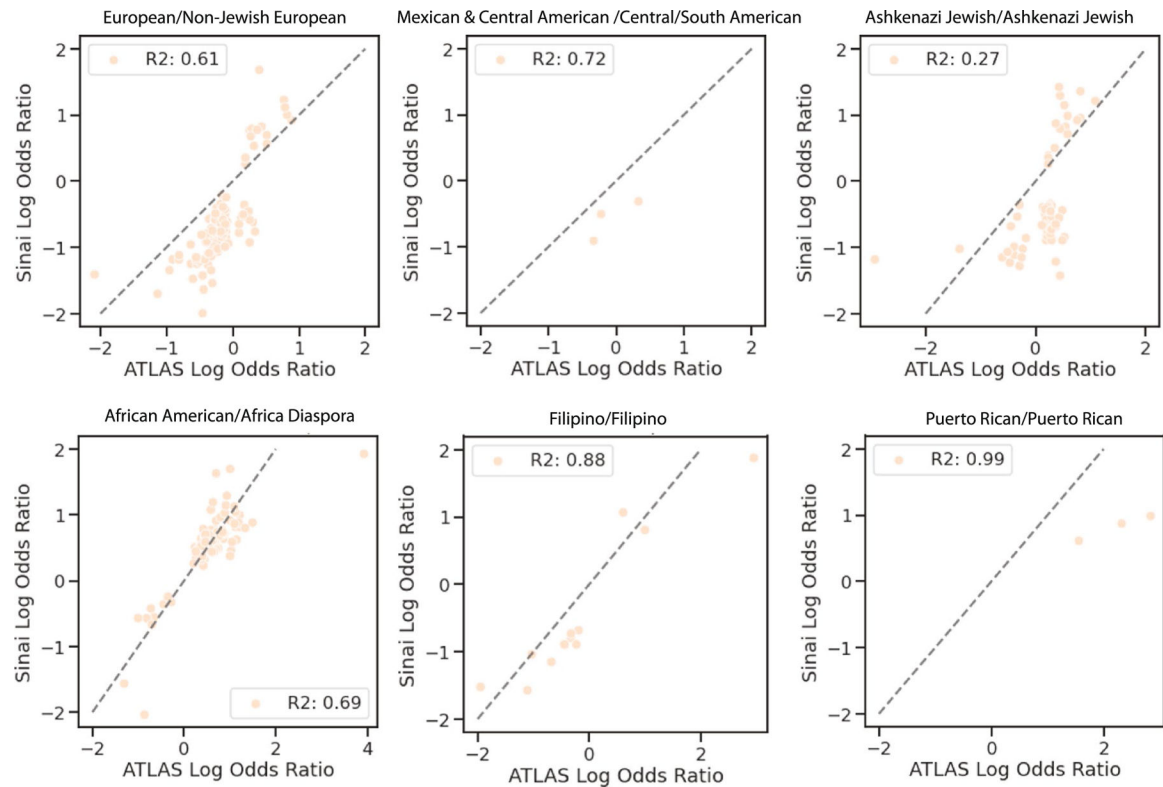 European/Non-Jewish European
R2: 0.61
2
1
0
−1
−2
Sinai Log Odds Ratio
−2 −1 0 1 2
ATLAS Log Odds Ratio
Mexican & Central American /Central/South American
R2: 0.72
2
1
0
−1
−2
Sinai Log Odds Ratio
−2 −1 0 1 2
ATLAS Log Odds Ratio
Ashkenazi Jewish/Ashkenazi Jewish
R2: 0.27
2
1
0
−1
−2
Sinai Log Odds Ratio
−2 0 2
ATLAS Log Odds Ratio
African American/Africa Diaspora
2
1
0
−1
−2
Sinai Log Odds Ratio
R2: 0.69
−2 0 2 4
ATLAS Log Odds Ratio
Filipino/Filipino
R2: 0.88
2
1
0
−1
−2
Sinai Log Odds Ratio
−2 0 2
ATLAS Log Odds Ratio
Puerto Rican/Puerto Rican
R2: 0.99
2
1
0
−1
−2
Sinai Log Odds Ratio
−2 0 2
ATLAS Log Odds Ratio